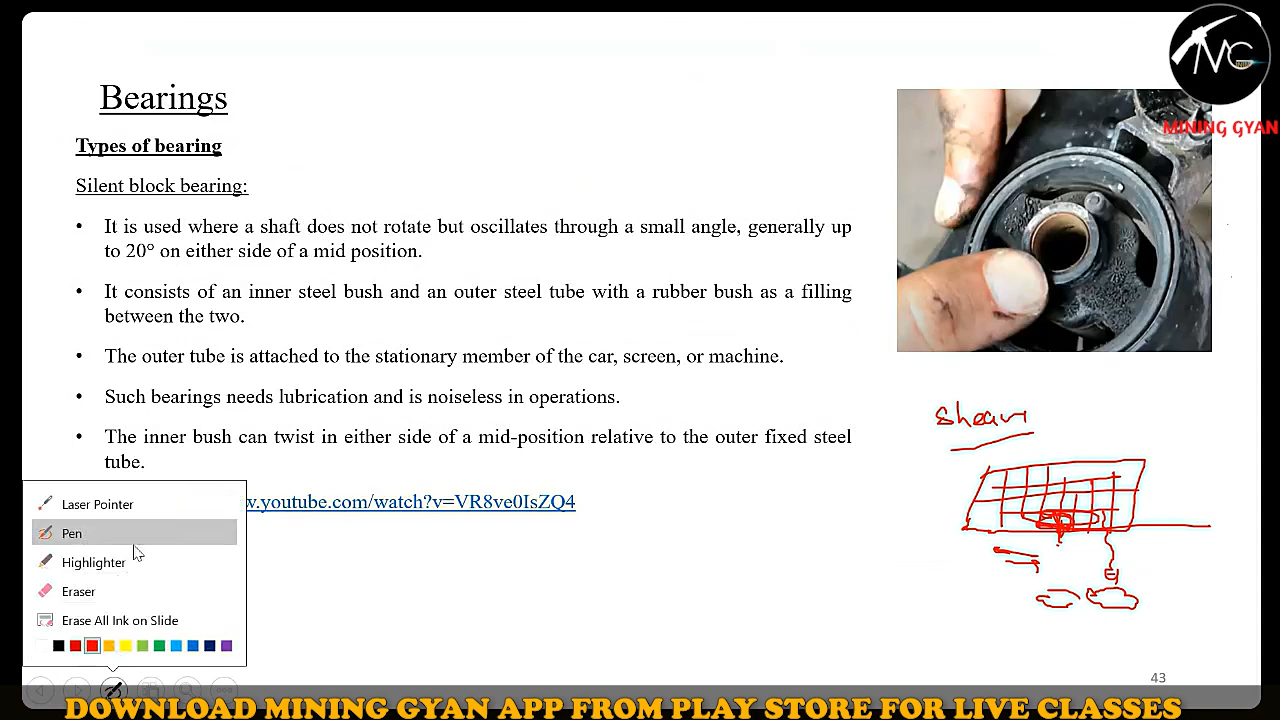 MG
MINING GYAN
Bearings
Types of bearing
Silent block bearing:
• It is used where a shaft does not rotate but oscillates through a small angle, generally up
to 20° on either side of a mid position.
• It consists of an inner steel bush and an outer steel tube with a rubber bush as a filling
between the two.
• The outer tube is attached to the stationary member of the car, screen, or machine.
• Such bearings needs lubrication and is noiseless in operations.
• The inner bush can twist in either side of a mid-position relative to the outer fixed steel
tube.
w.youtube.com/watch?v=VR8ve0IsZQ4
Laser Pointer
Pen
Highlighter
Eraser
Erase All Ink on Slide
43
DOWNLOAD MINING GYAN APP FROM PLAY STORE FOR LIVE CLASSES